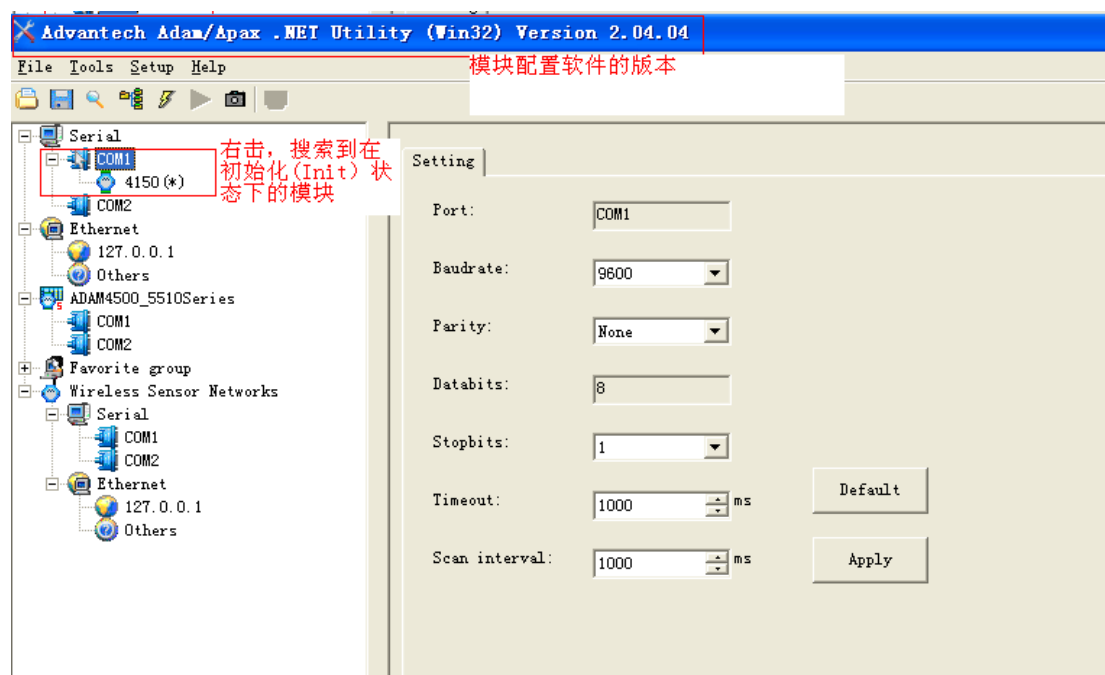 Advantech Adam/Apax .NET Utility (Win32) Version 2.04.04
File Tools Setup Help
模块配置软件的版本
Serial
COM1
4150(*)
COM2
右击，搜索到在
初始化(Init) 状
态下的模块
Ethernet
127.0.0.1
Others
ADAM4500_5510Series
COM1
COM2
Favorite group
Wireless Sensor Networks
Serial
COM1
COM2
Ethernet
127.0.0.1
Others
Setting
Port: COM1
Baudrate: 9600
Parity: None
Databits: 8
Stopbits: 1
Timeout: 1000 ms
Default
Scan interval: 1000 ms
Apply